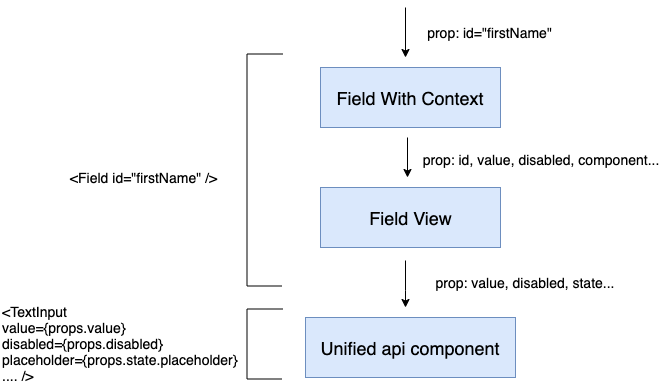 prop: id="firstName"
Field With Context
prop: id, value, disabled, component...
<Field id="firstName" />
Field View
prop: value, disabled, state...
<TextInput
value={props.value}
disabled={props.disabled}
placeholder={props.state.placeholder}
.... />
Unified api component